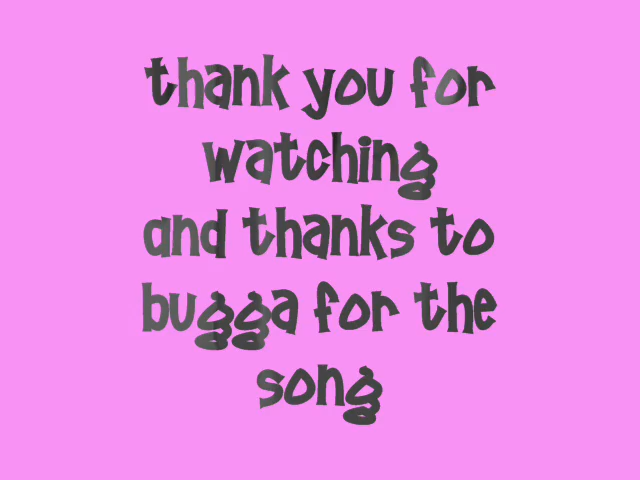 thank you for
watching
and thanks to
bugga for the
song